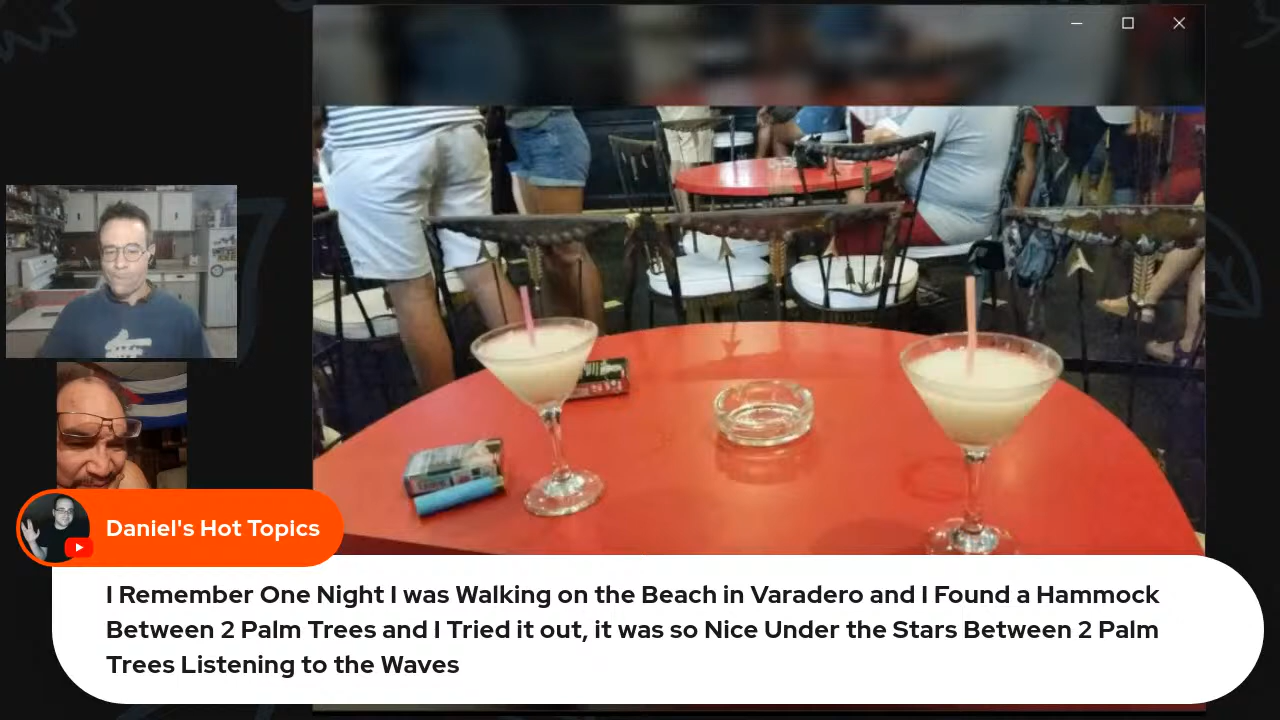 Daniel's Hot Topics
I Remember One Night I was Walking on the Beach in Varadero and I Found a Hammock
Between 2 Palm Trees and I Tried it out, it was so Nice Under the Stars Between 2 Palm
Trees Listening to the Waves